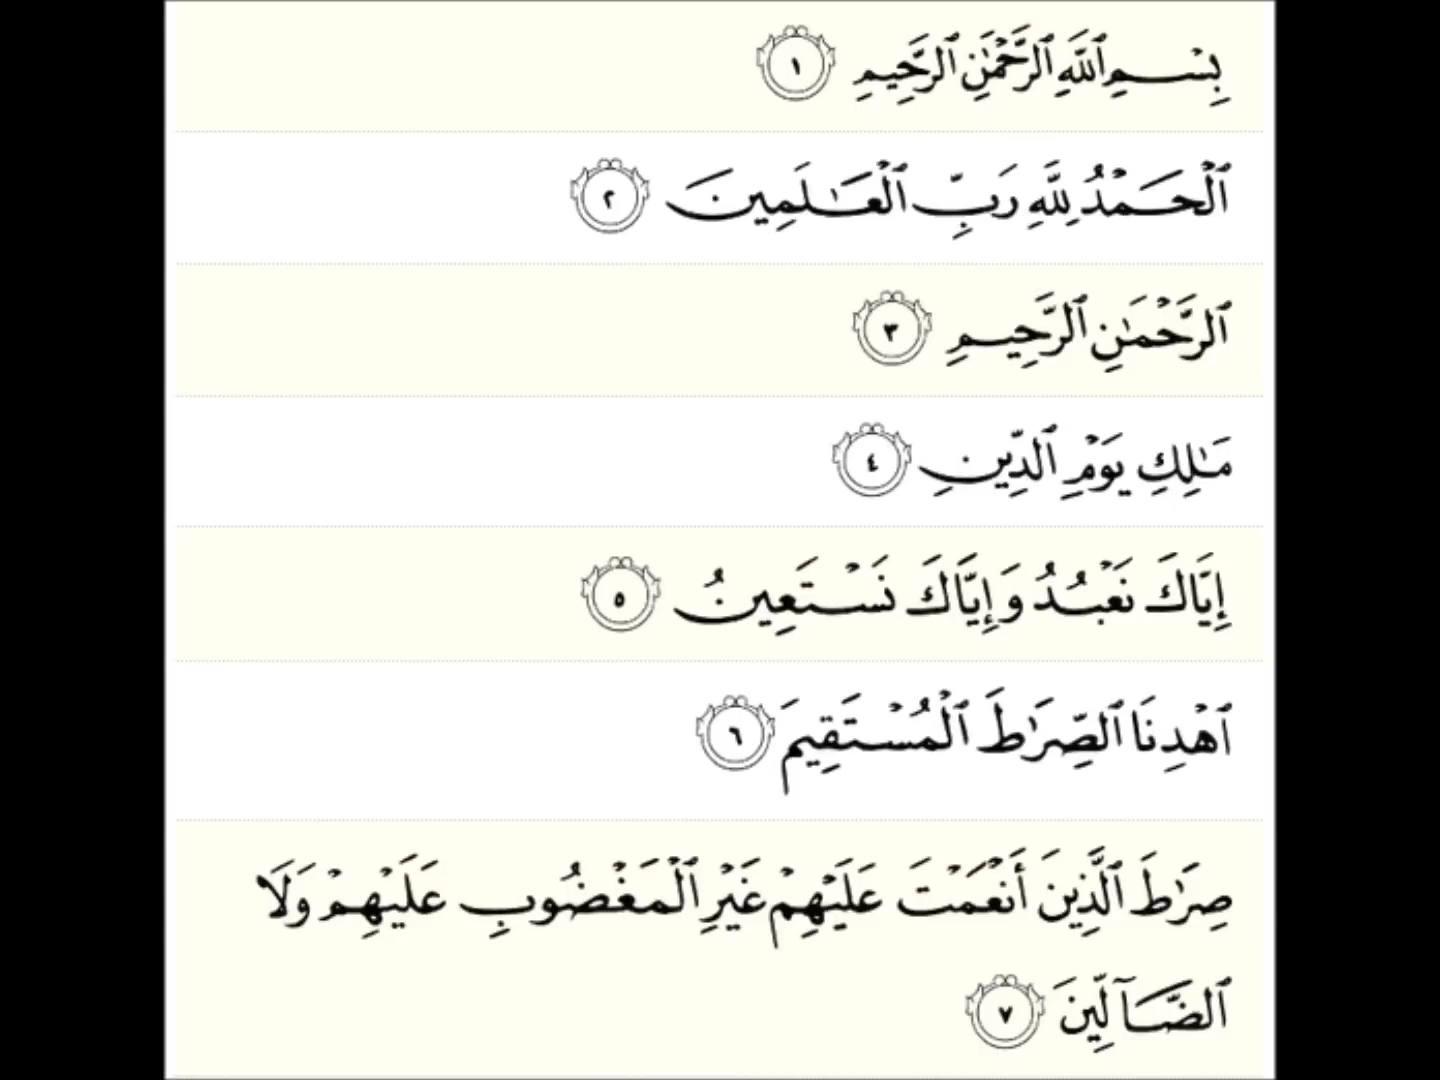 بِسۡمِ ٱللَّهِ ٱلرَّحۡمَٰنِ ٱلرَّحِيمِ ١
ٱلۡحَمۡدُ لِلَّهِ رَبِّ ٱلۡعَٰلَمِينَ ٢
ٱلرَّحۡمَٰنِ ٱلرَّحِيمِ ٣
مَٰلِكِ يَوۡمِ ٱلدِّينِ ٤
إِيَّاكَ نَعۡبُدُ وَإِيَّاكَ نَسۡتَعِينُ ٥
ٱهۡدِنَا ٱلصِّرَٰطَ ٱلۡمُسۡتَقِيمَ ٦
صِرَٰطَ ٱلَّذِينَ أَنۡعَمۡتَ عَلَيۡهِمۡ غَيۡرِ ٱلۡمَغۡضُوبِ عَلَيۡهِمۡ وَلَا
ٱلضَّآلِّينَ ٧